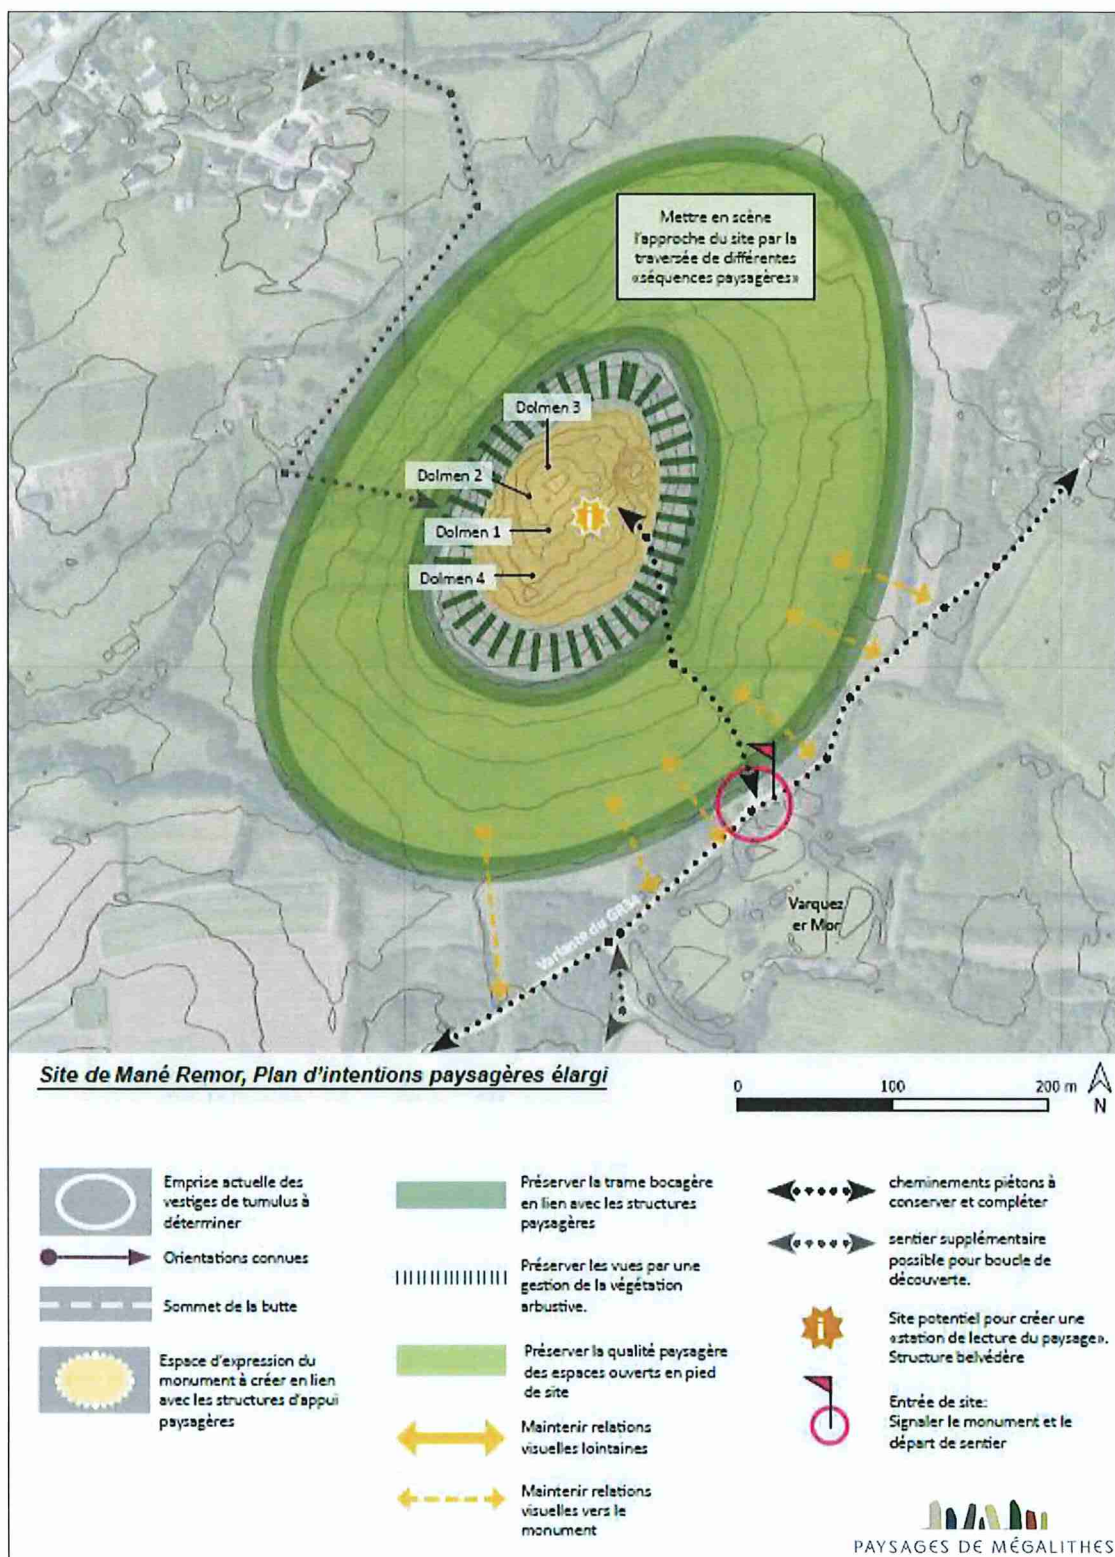 Mettre en scène
l'approche du site par la
traversée de différentes
«séquences paysagères»
Dolmen 3
Dolmen 2
Dolmen 1
Dolmen 4
Varquez
er Mor
Variante du GR34
Site de Mané Remor, Plan d'intentions paysagères élargi
0 100 200 m
N
Emprise actuelle des
vestiges de tumulus à
déterminer
Orientations connues
Sommet de la butte
Espace d'expression du
monument à créer en lien
avec les structures d'appui
paysagères
Préserver la trame bocagère
en lien avec les structures
paysagères
Préserver les vues par une
gestion de la végétation
arbustive.
Préserver la qualité paysagère
des espaces ouverts en pied
de site
Maintenir relations
visuelles lointaines
Maintenir relations
visuelles vers le
monument
cheminements piétons à
conserver et compléter
sentier supplémentaire
possible pour boucle de
découverte.
i
Site potentiel pour créer une
«station de lecture du paysage».
Structure belvédère
Entrée de site:
Signaler le monument et le
départ de sentier
PAYSAGES DE MÉGALITHES